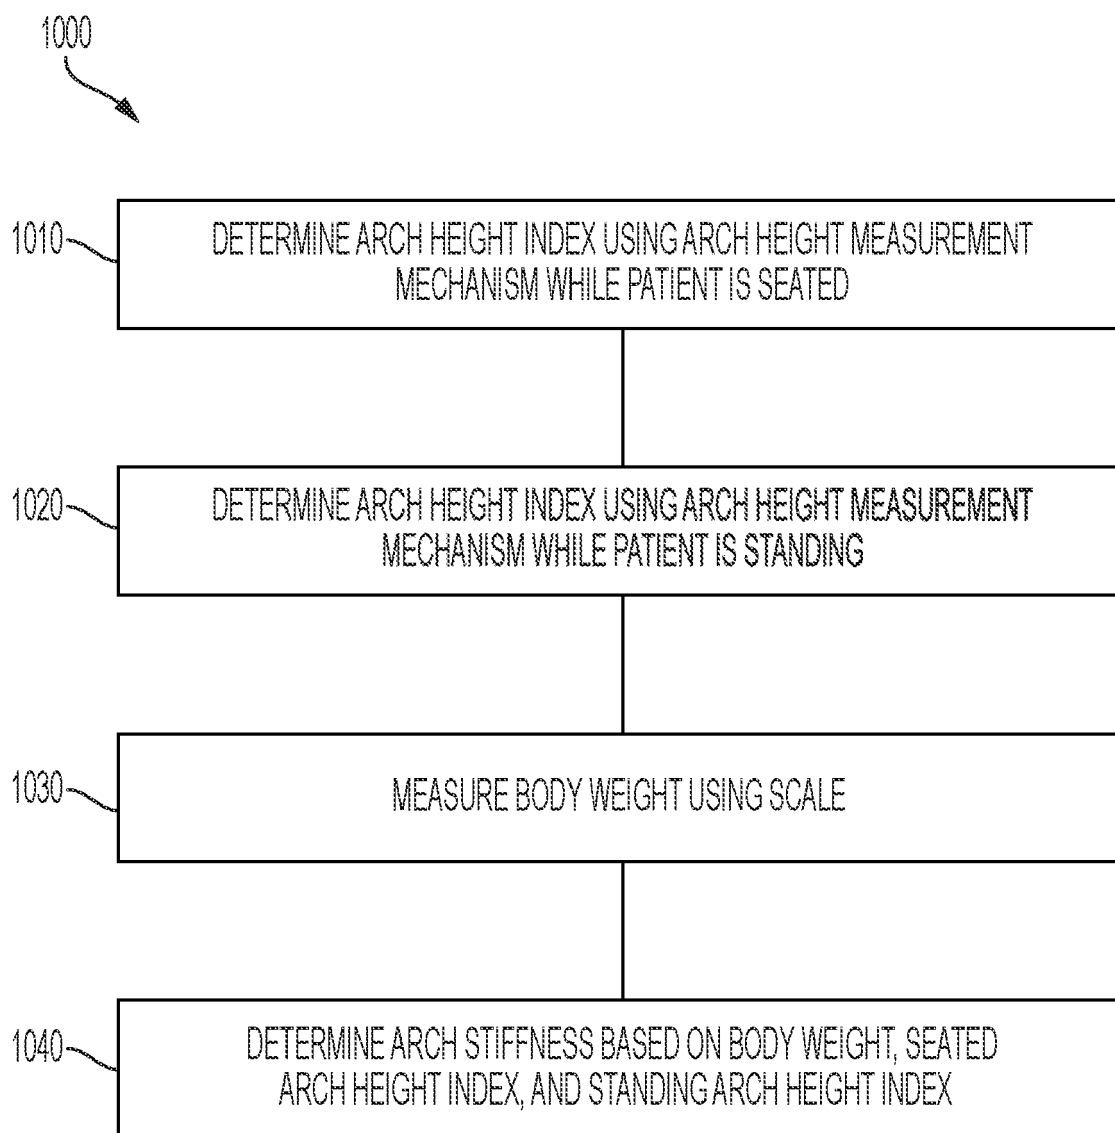 1000
1010
DETERMINE ARCH HEIGHT INDEX USING ARCH HEIGHT MEASUREMENT
MECHANISM WHILE PATIENT IS SEATED
1020
DETERMINE ARCH HEIGHT INDEX USING ARCH HEIGHT MEASUREMENT
MECHANISM WHILE PATIENT IS STANDING
1030
MEASURE BODY WEIGHT USING SCALE
1040
DETERMINE ARCH STIFFNESS BASED ON BODY WEIGHT, SEATED
ARCH HEIGHT INDEX, AND STANDING ARCH HEIGHT INDEX